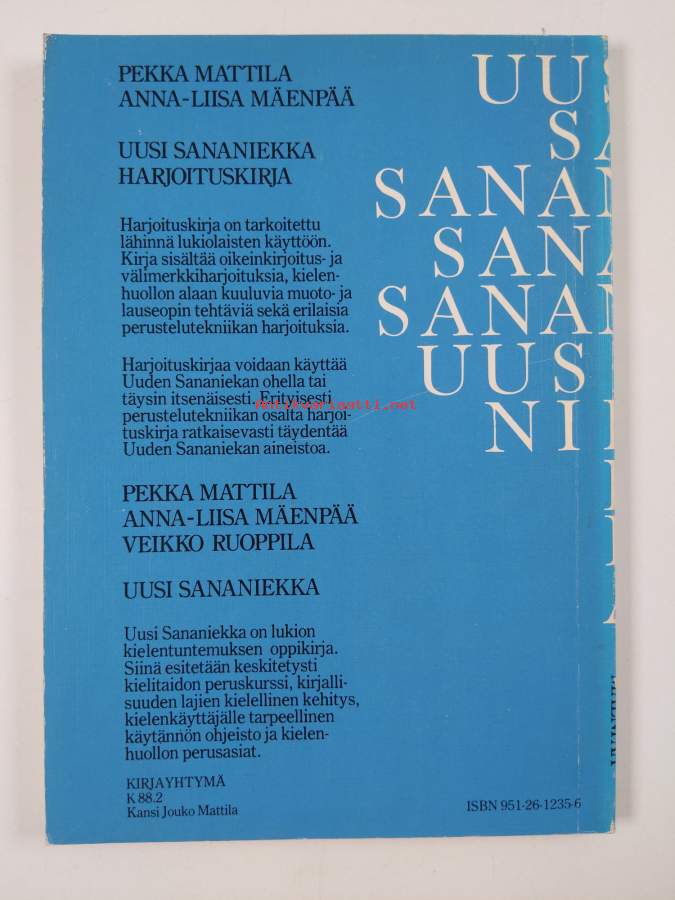 PEKKA MATTILA
ANNA-LIISA MÄENPÄÄ
UUSI SANANIEKKA
HARJOITUSKIRJA
Harjoituskirja on tarkoitettu
lähinnä lukiolaisten käyttöön.
Kirja sisältää oikeinkirjoitus- ja
välimerkkiharjoituksia, kielen-
huollon alaan kuuluvia muoto- ja
lauseopin tehtäviä sekä erilaisia
perustelutekniikan harjoituksia.
Harjoituskirjaa voidaan käyttää
Uuden Sananiekan ohella tai
täysin itsenäisesti. Erityisesti
perustelutekniikan osalta harjoi-
tuskirja ratkaisevasti täydentää
Uuden Sananiekan aineistoa.
PEKKA MATTILA
ANNA-LIISA MÄENPÄÄ
VEIKKO RUOPPILA
UUSI SANANIEKKA
Uusi Sananiekka on lukion
kielentuntemuksen oppikirja.
Siinä esitetään keskitetysti
kielitaidon peruskurssi, kirjalli-
suuden lajien kielellinen kehitys,
kielenkäyttäjälle tarpeellinen
käytännön ohjeisto ja kielen-
huollon perusasiat.
KIRJAYHTYMÄ
K 88.2
Kansi Jouko Mattila
ISBN 951-26-1235-6
UUS
SA
SANAN
SANA
SANAN
UUS
NI
antikvariaatti.net